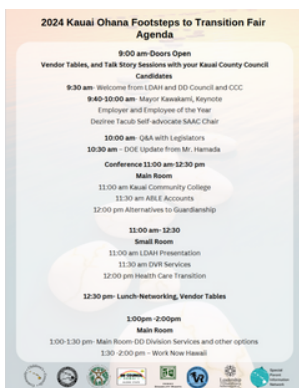 2024 Kauai Ohana Footsteps to Transition Fair
Agenda
9:00 am-Doors Open
Vendor Tables, and Talk Story Sessions with your Kauai County Council
Candidates
9:30 am- Welcome from LDAH and DD Council and CCC
9:40-10:00 am- Mayor Kawakami, Keynote
Employer and Employee of the Year
Deziree Tacub Self-advocate SAAC Chair
10:00 am- Q&A with Legislators
10:30 am – DOE Update from Mr. Hamada
Conference 11:00 am-12:30 pm
Main Room
11:00 am Kauai Community College
11:30 am ABLE Accounts
12:00 pm Alternatives to Guardianship
11:00 am- 12:30
Small Room
11:00 am LDAH Presentation
11:30 am DVR Services
12:00 pm Health Care Transition
12:30 pm- Lunch-Networking, Vendor Tables
1:00pm -2:00pm
Main Room
1:00-1:30 pm- Main Room-DD Division Services and other options
1:30 -2:00 pm – Work Now Hawaii